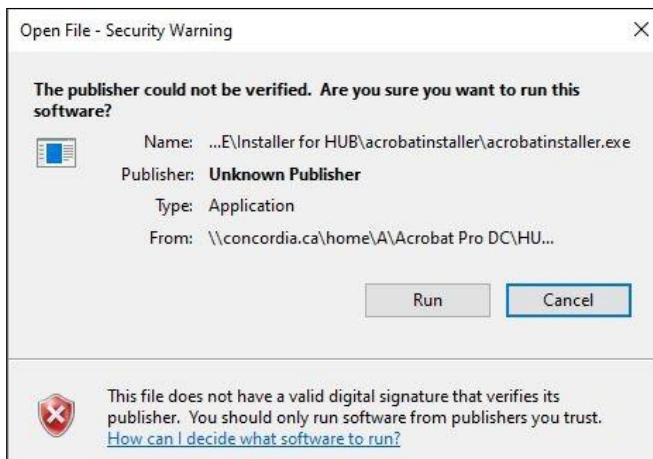 Open File - Security Warning
The publisher could not be verified.  Are you sure you want to run this
software?
Name: ...E\Installer for HUB\acrobatinstaller\acrobatinstaller.exe
Publisher: Unknown Publisher
Type: Application
From: \\concordia.ca\home\A\Acrobat Pro DC\HU...
Run Cancel
This file does not have a valid digital signature that verifies its
publisher.  You should only run software from publishers you trust.
How can I decide what software to run?